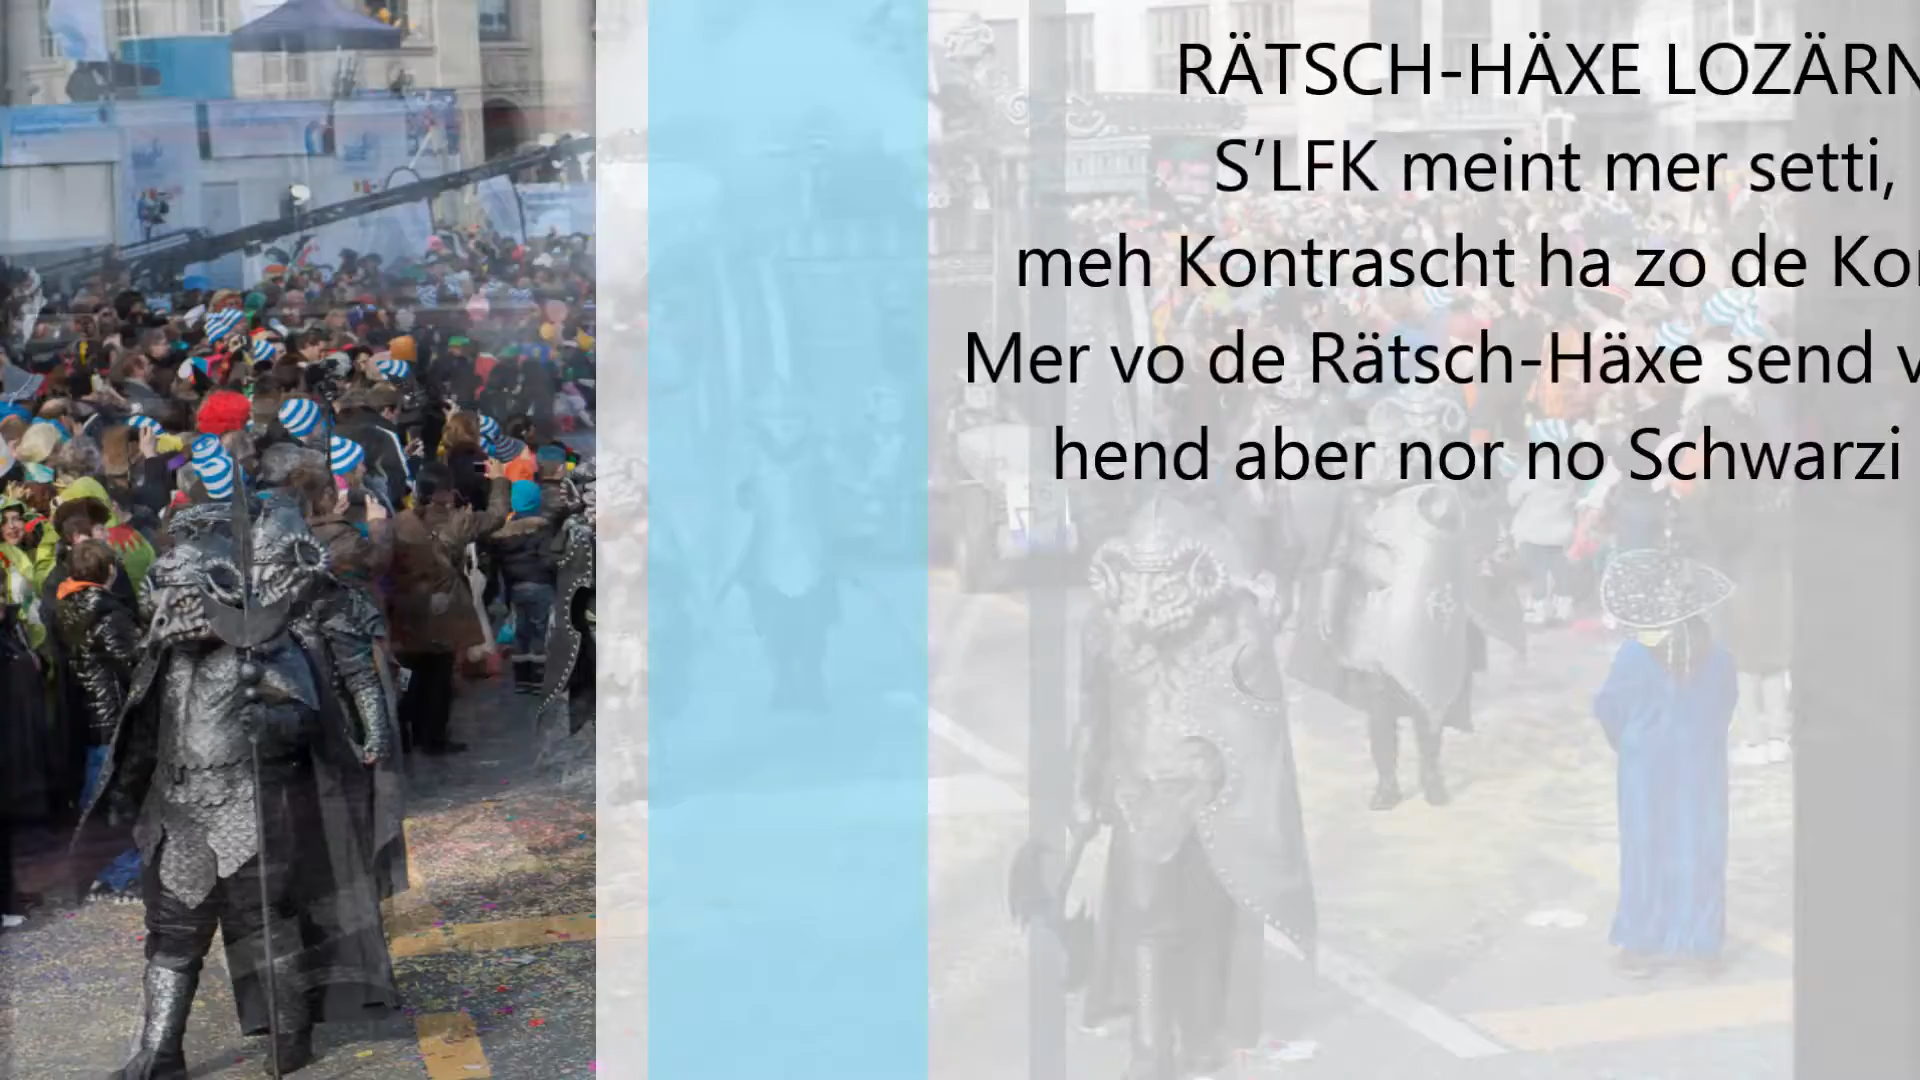 RÄTSCH-HÄXE LOZÄRN
S’LFK meint mer setti,
meh Kontrascht ha zo de
Mer vo de Rätsch-Häxe send
hend aber nor no Schwarzi